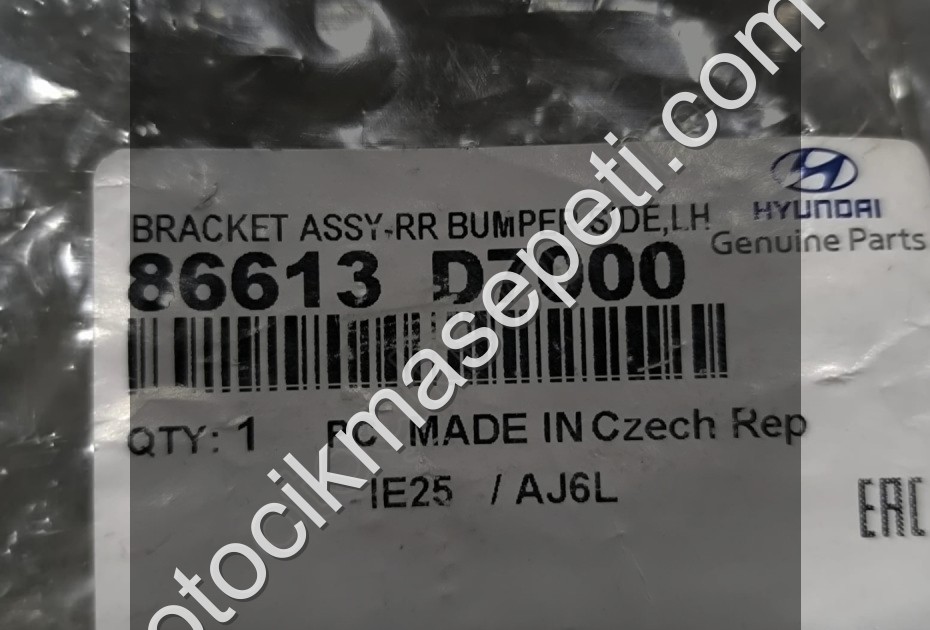 HYUNDAI
Genuine Parts
BRACKET ASSY-RR BUMPER SIDE,LH
86613 D7000
QTY: 1 PC MADE IN Czech Rep
IE25 / AJ6L
EAC
otocikmasepeti.com